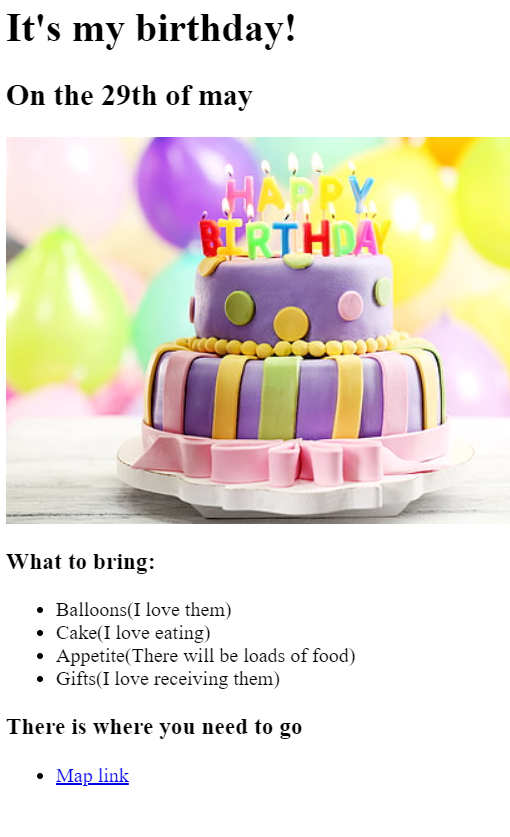 It's my birthday!
On the 29th of may
HAPPY
BIRTHDAY
What to bring:
Balloons(I love them)
Cake(I love eating)
Appetite(There will be loads of food)
Gifts(I love receiving them)
There is where you need to go
Map link